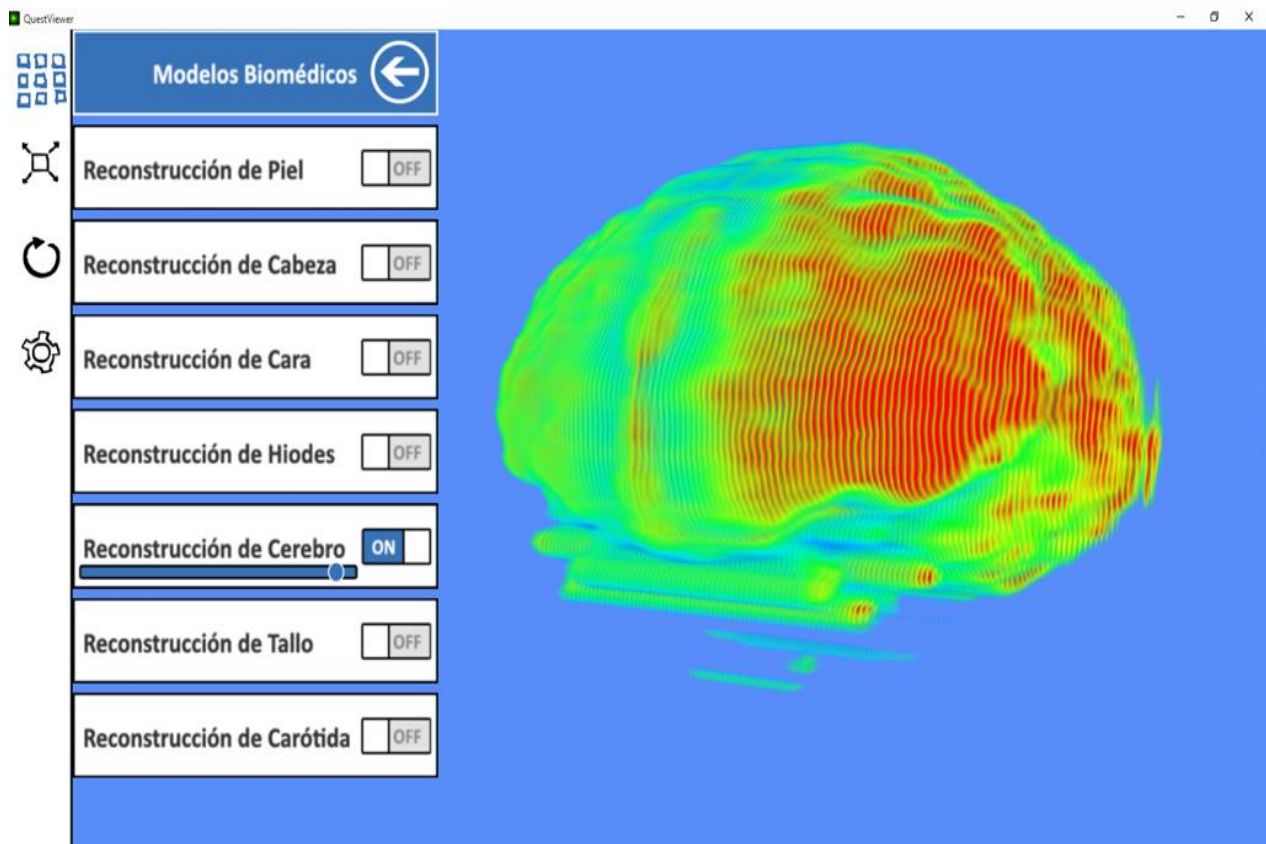 QuestViewer
Modelos Biomédicos
Reconstrucción de Piel OFF
Reconstrucción de Cabeza OFF
Reconstrucción de Cara OFF
Reconstrucción de Hiodes OFF
Reconstrucción de Cerebro ON
Reconstrucción de Tallo OFF
Reconstrucción de Carótida OFF